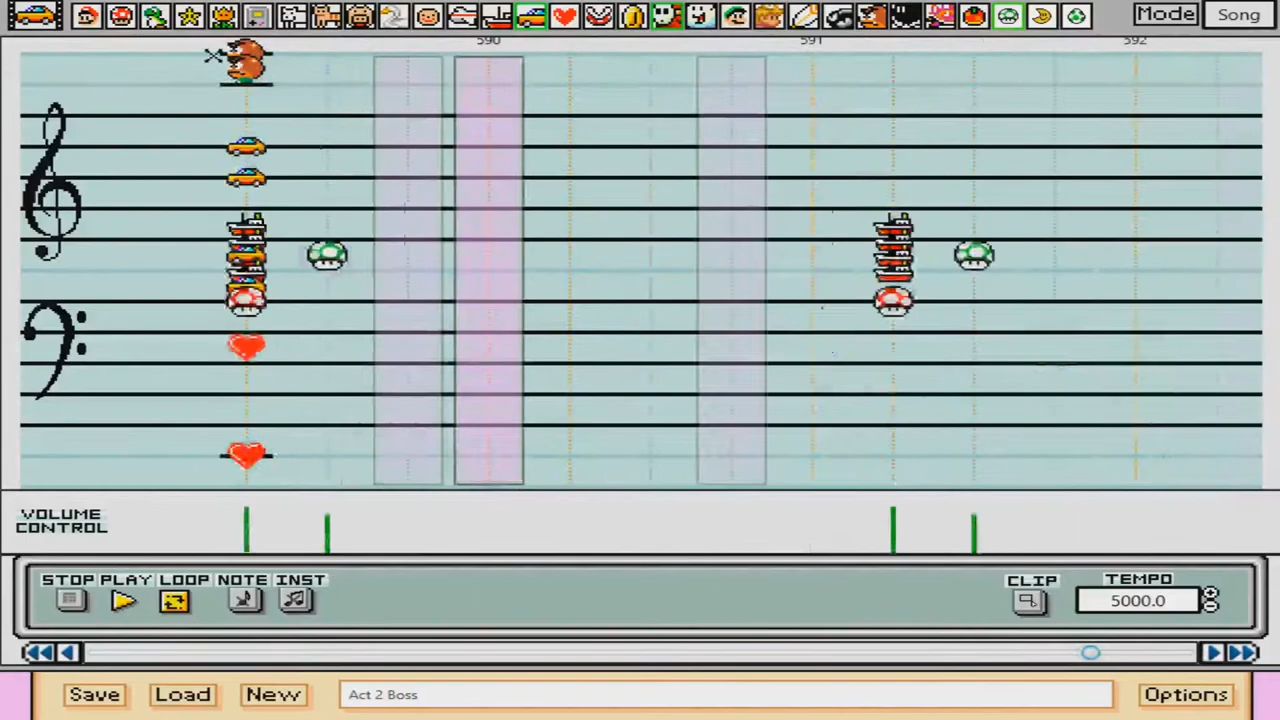 Mode Song
590 591 592
VOLUME
CONTROL
STOP PLAY LOOP NOTE INST CLIP TEMPO
5000.0
Save Load New Act 2 Boss Options